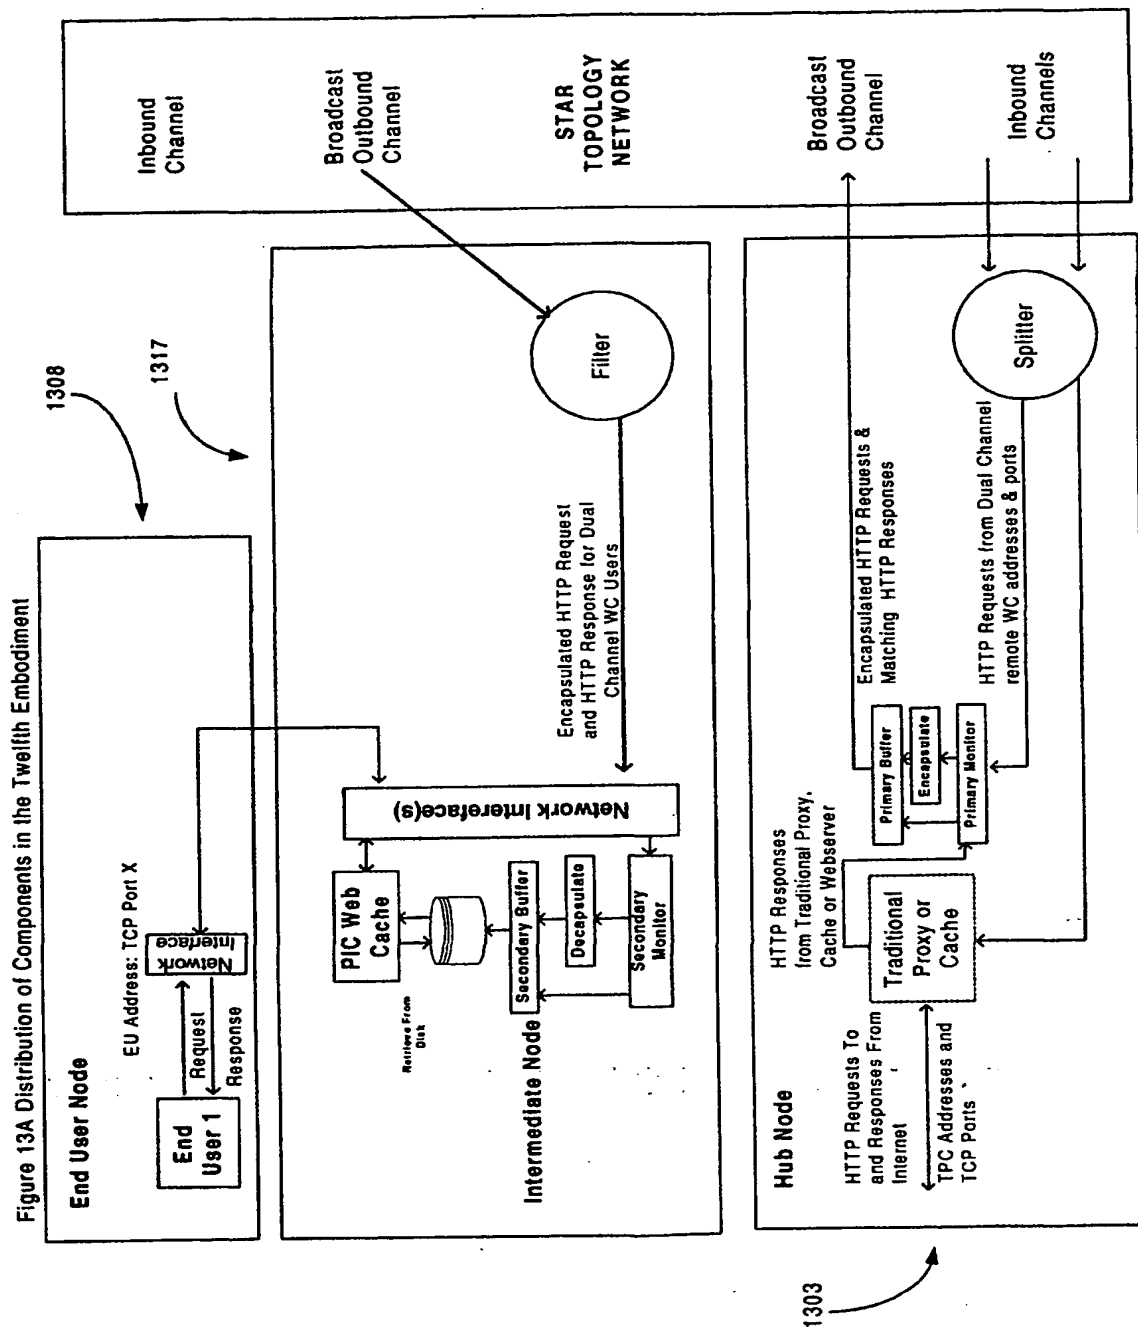 Figure 13A Distribution of Components in the Twelfth Embodiment
End User Node
1308
1317
End
User 1
Request
Response
EU Address: TCP Port X
Network
Interface
Intermediate Node
Retrieve From
Disk
PIC Web
Cache
Secondary Buffer
Decapsulate
Secondary
Monitor
Network Intereface(s)
Encapsulated HTTP Request
and HTTP Response for Dual
Channel WC Users
Filter
1303
Hub Node
HTTP Requests To
and Responses From
Internet
TPC Addresses and
TCP Ports
Traditional
Proxy or
Cache
HTTP Responses
from Traditional Proxy,
Cache or Webserver
Primary Buffer
Encapsulate
Primary Monitor
Encapsulated HTTP Requests &
Matching HTTP Responses
HTTP Requests from Dual Channel
remote WC addresses & ports
Splitter
Inbound
Channel
Broadcast
Outbound
Channel
STAR
TOPOLOGY
NETWORK
Broadcast
Outbound
Channel
Inbound
Channels